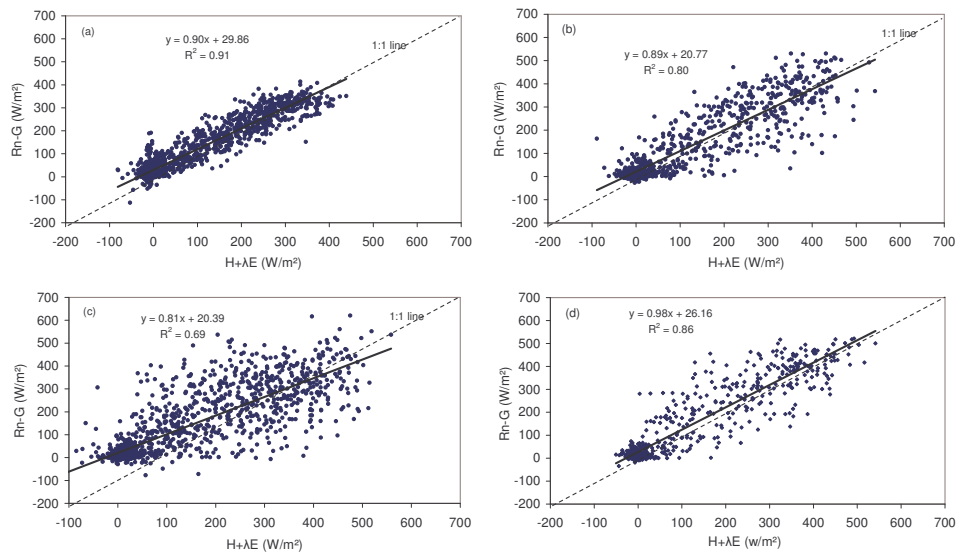 700
600
500
400
300
200
100
0
-100
-200
Rn-G (W/m²)
(a)
y = 0.90x + 29.86
R² = 0.91
1:1 line
-200 -100 0 100 200 300 400 500 600 700
H+λE (W/m²)
700
600
500
400
300
200
100
0
-100
-200
Rn-G (W/m²)
(b)
y = 0.89x + 20.77
R² = 0.80
1:1 line
-200 -100 0 100 200 300 400 500 600 700
H+λE (W/m²)
700
600
500
400
300
200
100
0
-100
-200
Rn-G (W/m²)
(c)
y = 0.81x + 20.39
R² = 0.69
1:1 line
-100 0 100 200 300 400 500 600 700
H+λE (W/m²)
700
600
500
400
300
200
100
0
-100
-200
Rn-G (W/m²)
(d)
y = 0.98x + 26.16
R² = 0.86
-200 -100 0 100 200 300 400 500 600 700
H+λE (w/m²)